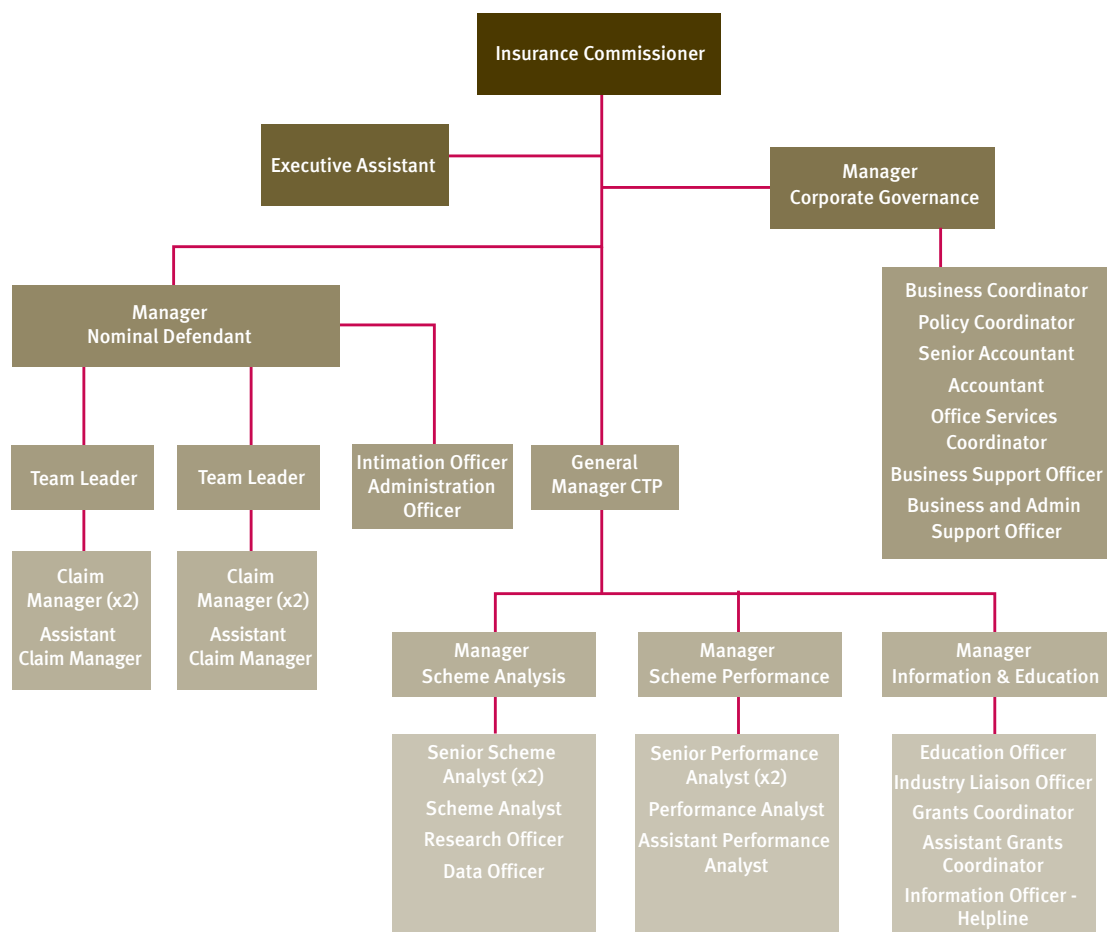 Insurance Commissioner
Executive Assistant
Manager
Corporate Governance
Business Coordinator
Policy Coordinator
Senior Accountant
Accountant
Office Services
Coordinator
Business Support Officer
Business and Admin
Support Officer
Manager
Nominal Defendant
Team Leader
Team Leader
Intimation Officer
Administration
Officer
General
Manager CTP
Claim
Manager (x2)
Assistant
Claim Manager
Claim
Manager (x2)
Assistant
Claim Manager
Manager
Scheme Analysis
Manager
Scheme Performance
Manager
Information & Education
Senior Scheme
Analyst (x2)
Scheme Analyst
Research Officer
Data Officer
Senior Performance
Analyst (x2)
Performance Analyst
Assistant Performance
Analyst
Education Officer
Industry Liaison Officer
Grants Coordinator
Assistant Grants
Coordinator
Information Officer -
Helpline